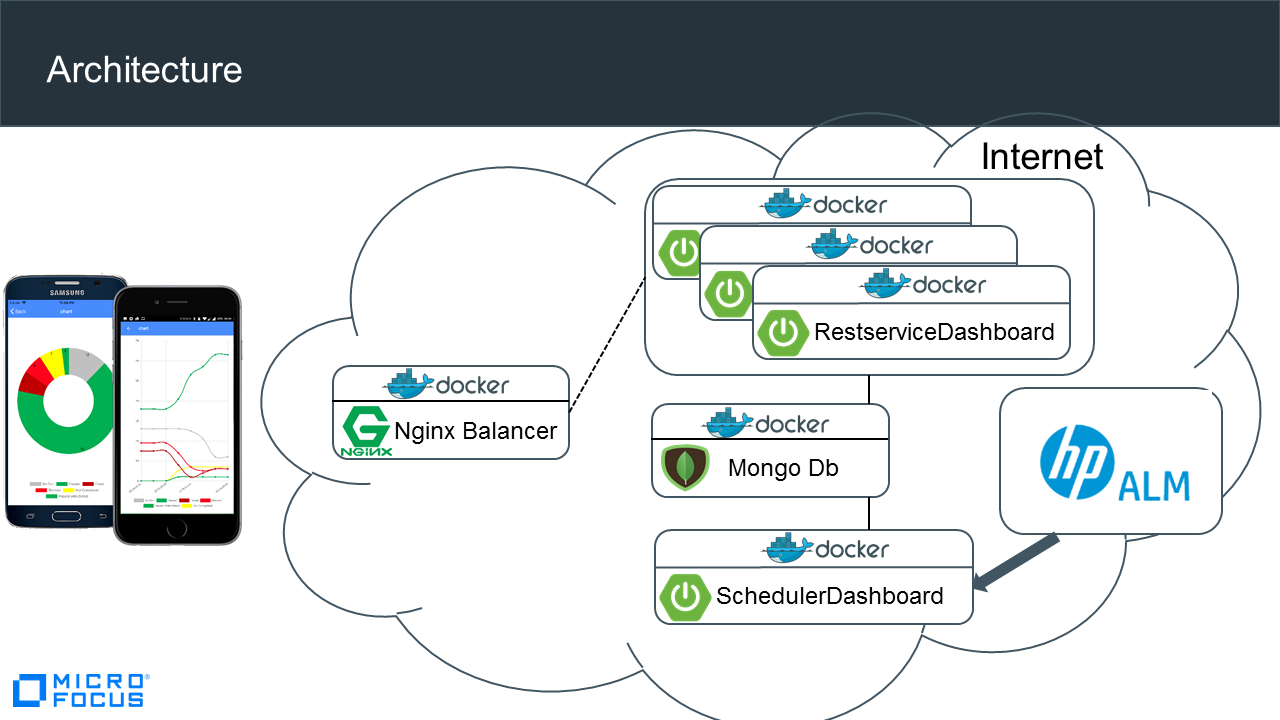 Architecture
Internet
docker
docker
docker
RestserviceDashboard
docker
NGINX
Nginx Balancer
docker
Mongo Db
hp ALM
docker
SchedulerDashboard
SAMSUNG
Back
chart
chart
MICRO
FOCUS